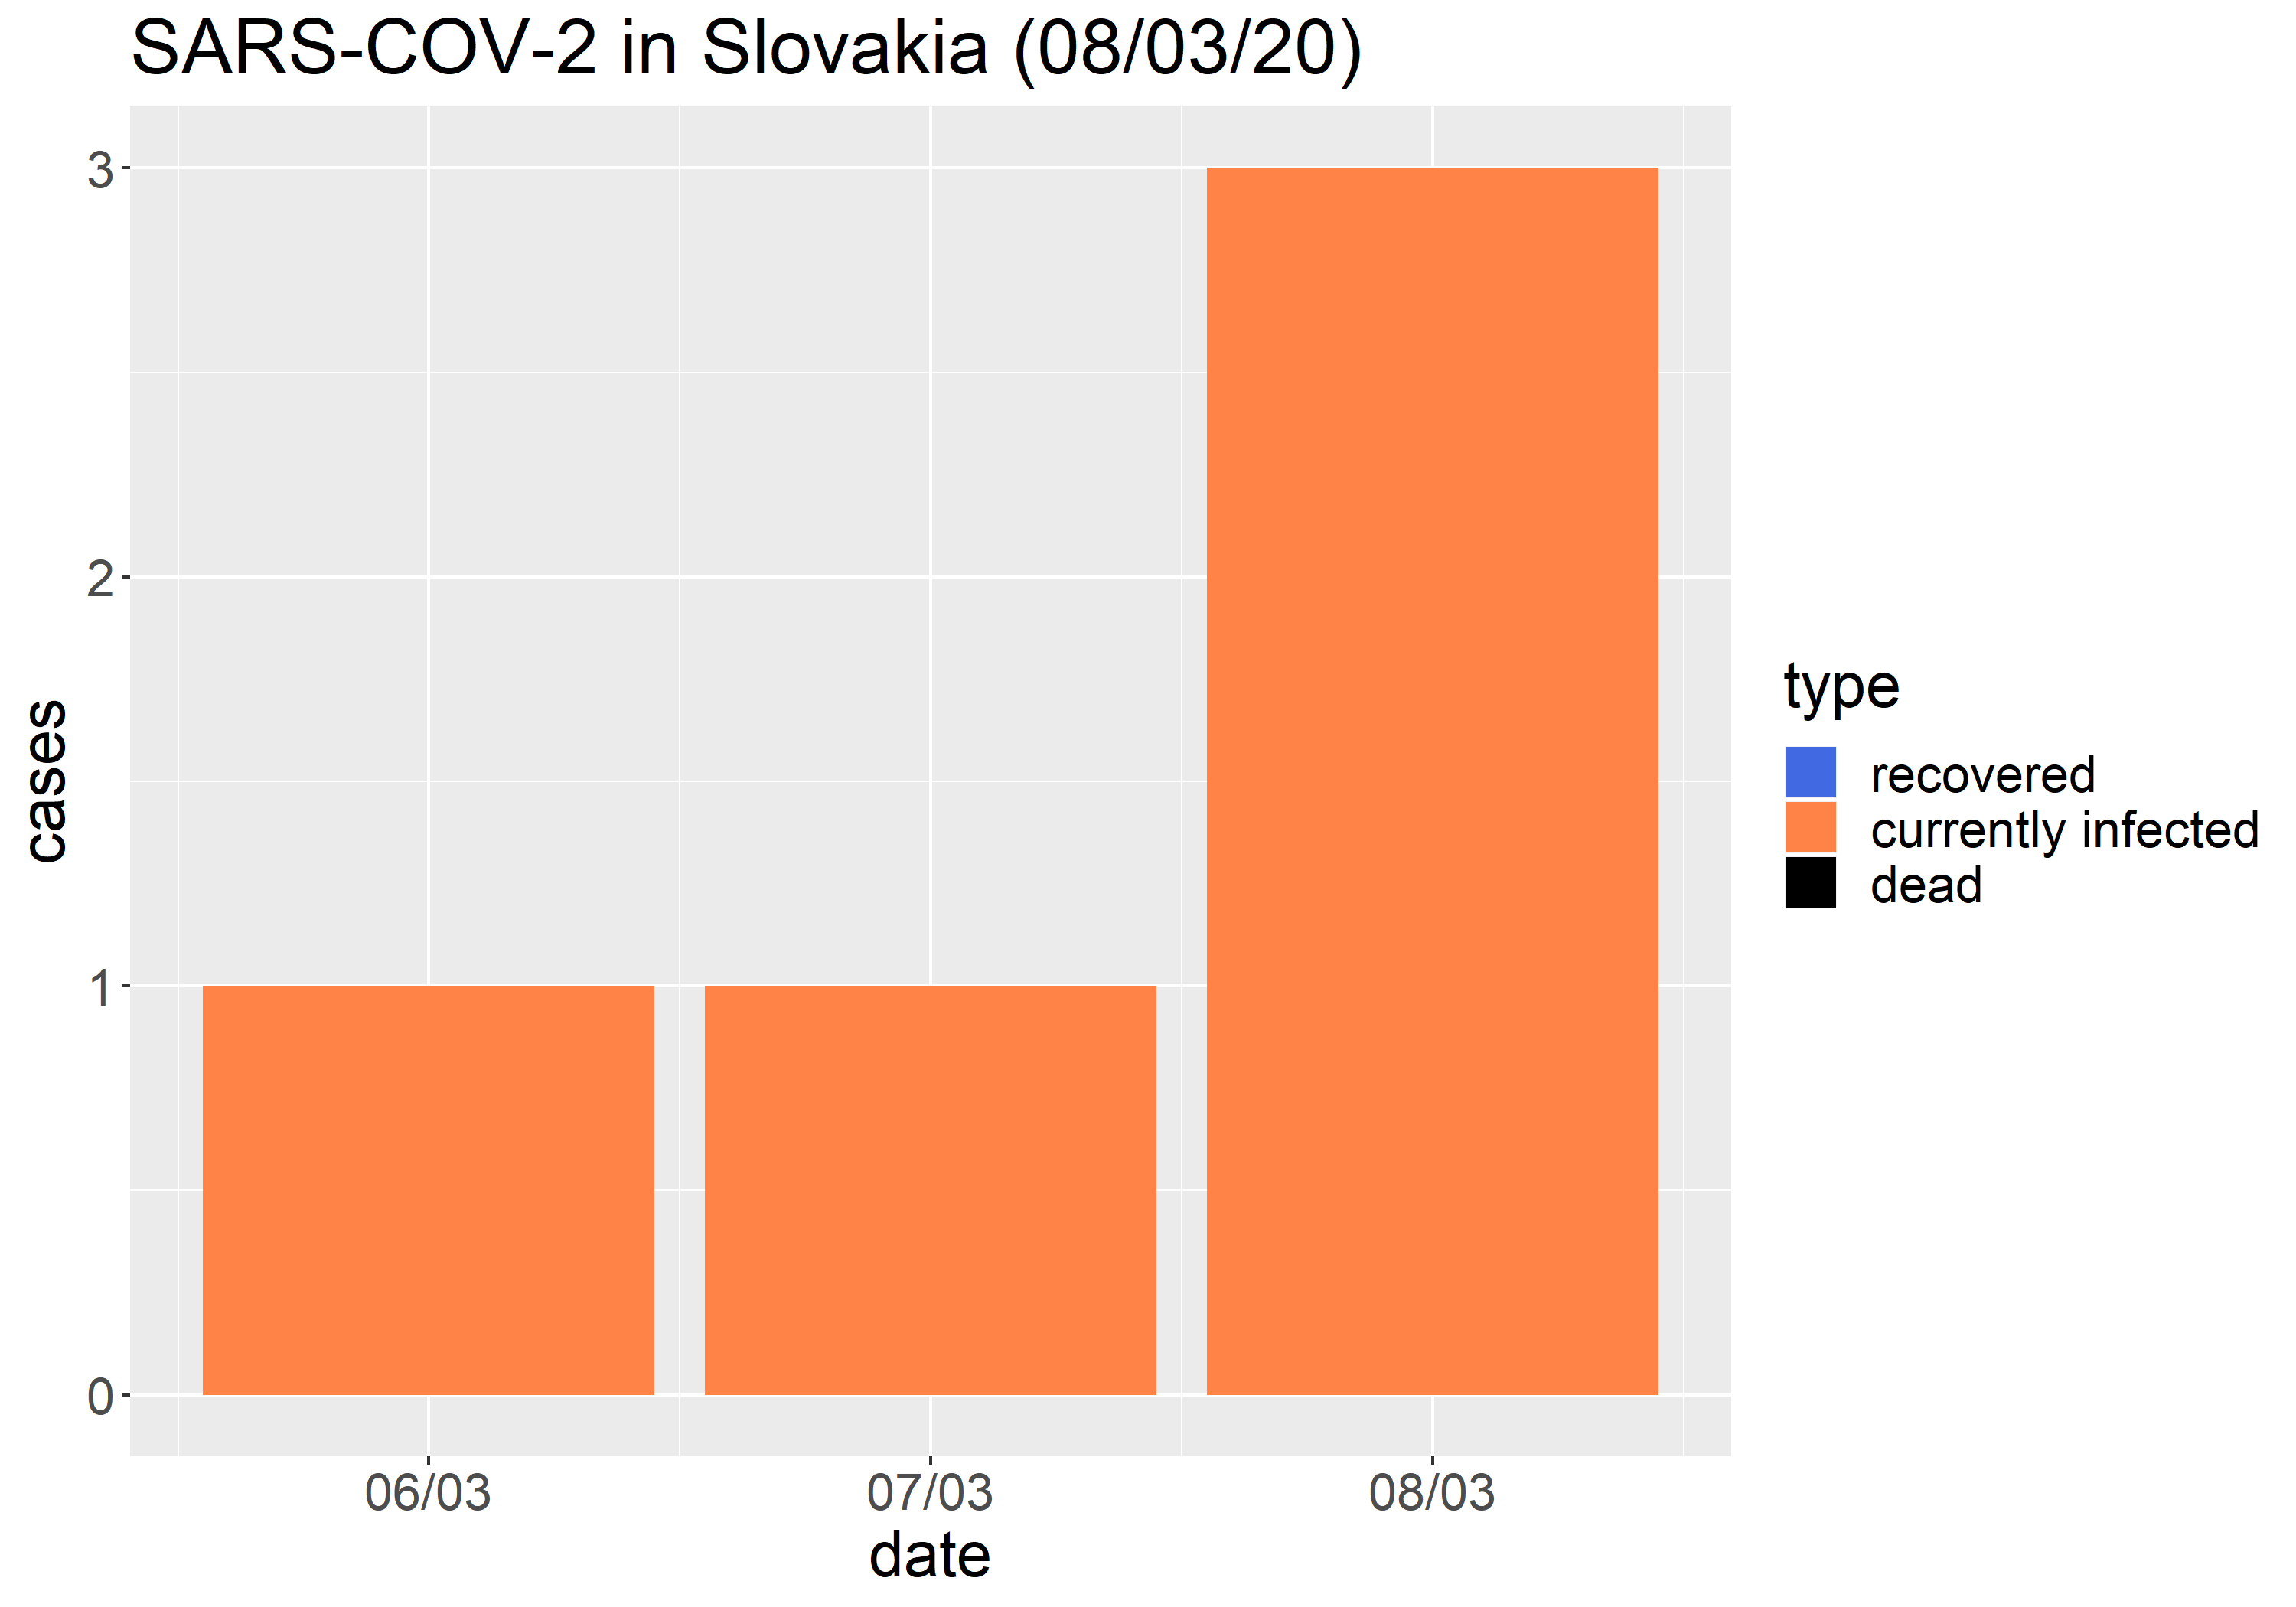 SARS-COV-2 in Slovakia (08/03/20)
3
2
1
0
cases
06/03
07/03
08/03
date
type
recovered
currently infected
dead